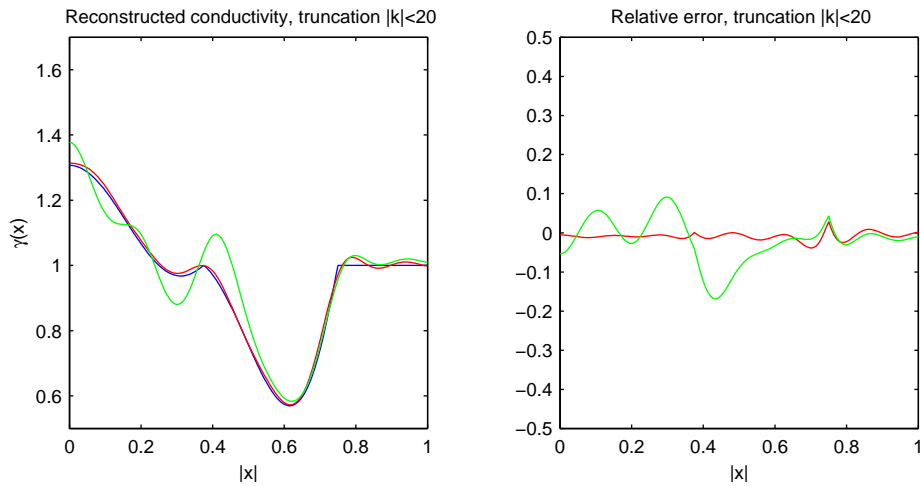 Reconstructed conductivity, truncation |k|<20
1.6
1.4
1.2
1
0.8
0.6
γ(x)
0 0.2 0.4 0.6 0.8 1
|x|
Relative error, truncation |k|<20
0.5
0.4
0.3
0.2
0.1
0
−0.1
−0.2
−0.3
−0.4
−0.5
0 0.2 0.4 0.6 0.8 1
|x|